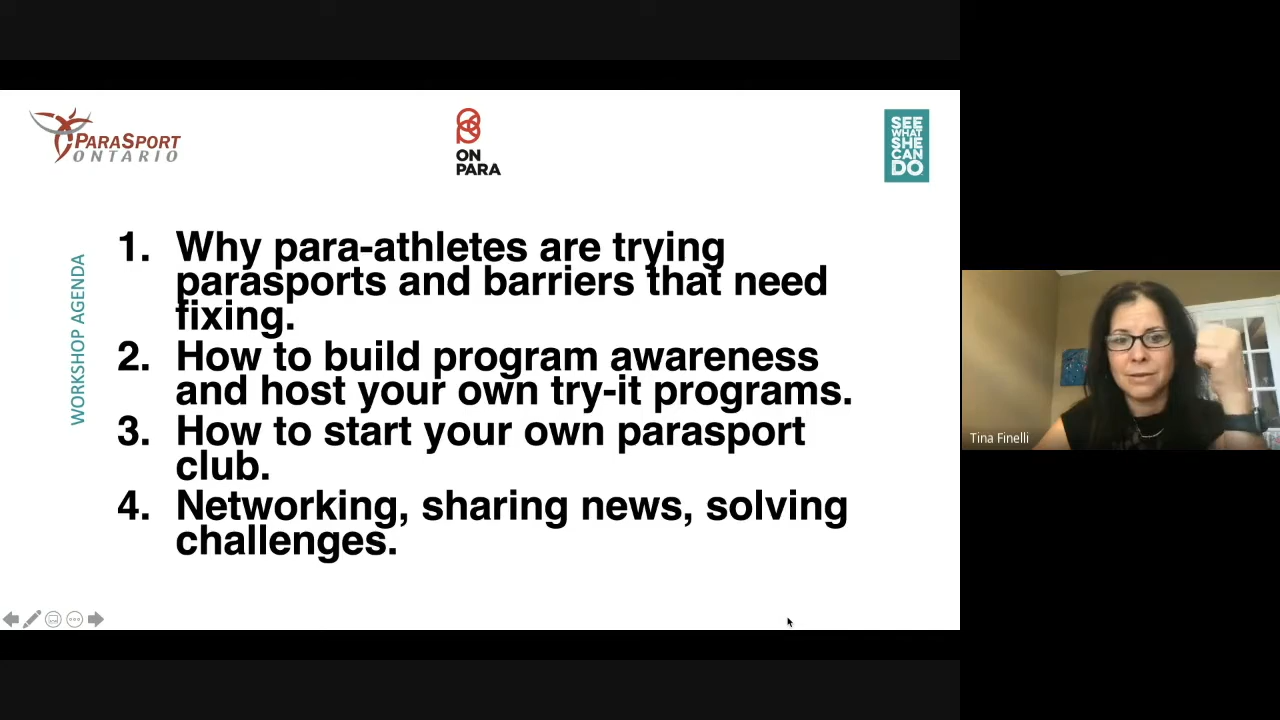 PARASPORT
ONTARIO
ON
PARA
SEE
WHAT
SHE
CAN
DO
WORKSHOP AGENDA
1. Why para-athletes are trying
parasports and barriers that need
fixing.
2. How to build program awareness
and host your own try-it programs.
3. How to start your own parasport
club.
4. Networking, sharing news, solving
challenges.
Tina Finelli